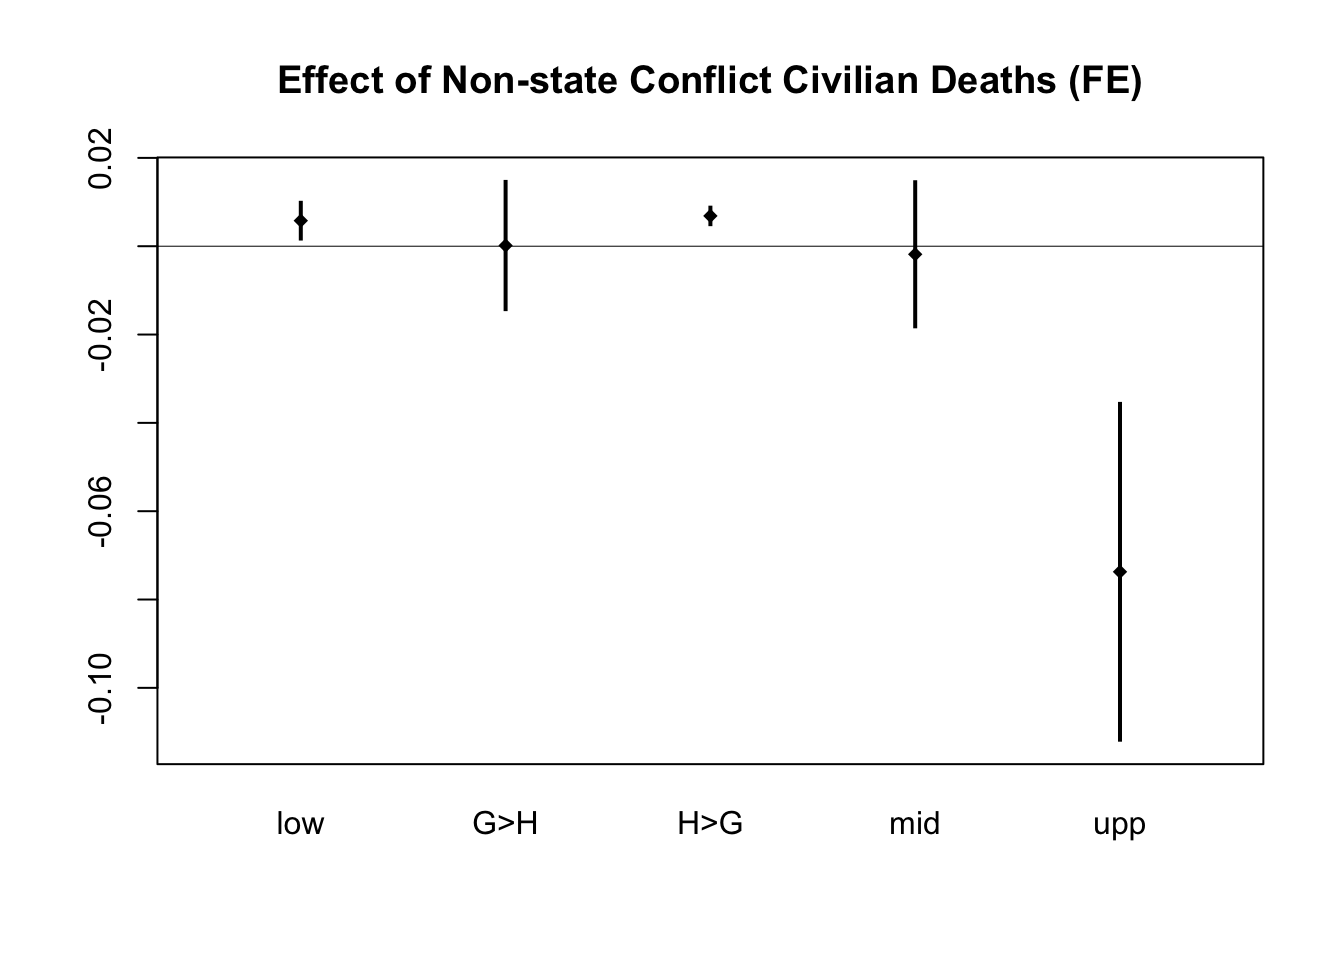 Effect of Non-state Conflict Civilian Deaths (FE)
0.02
-0.02
-0.06
-0.10
low G>H H>G mid upp